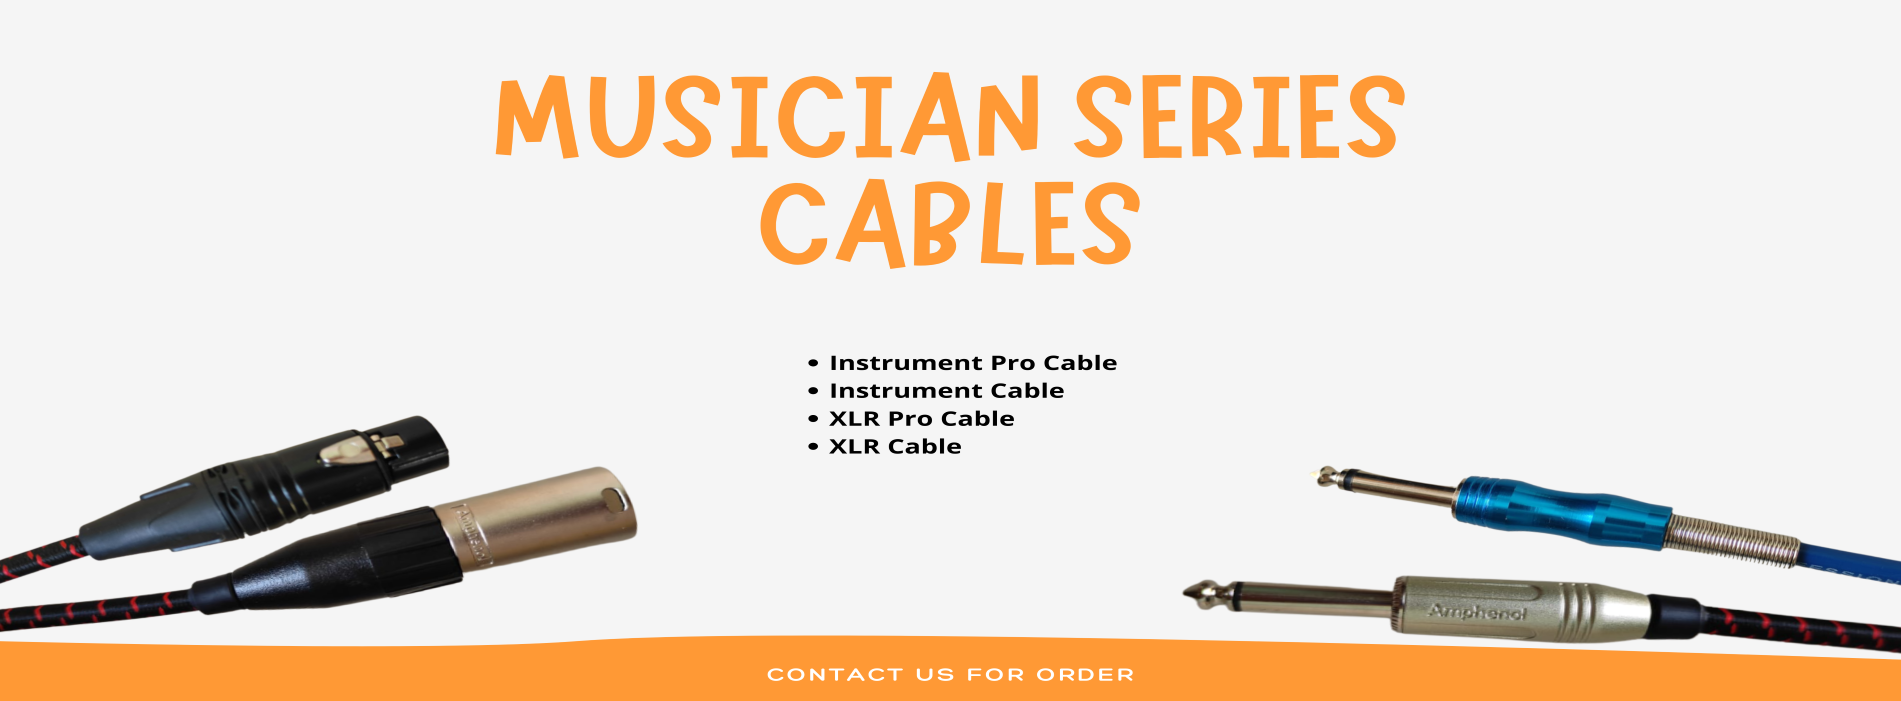 MUSICIAN SERIES
CABLES
• Instrument Pro Cable
• Instrument Cable
• XLR Pro Cable
• XLR Cable
Amphenol
CONTACT US FOR ORDER